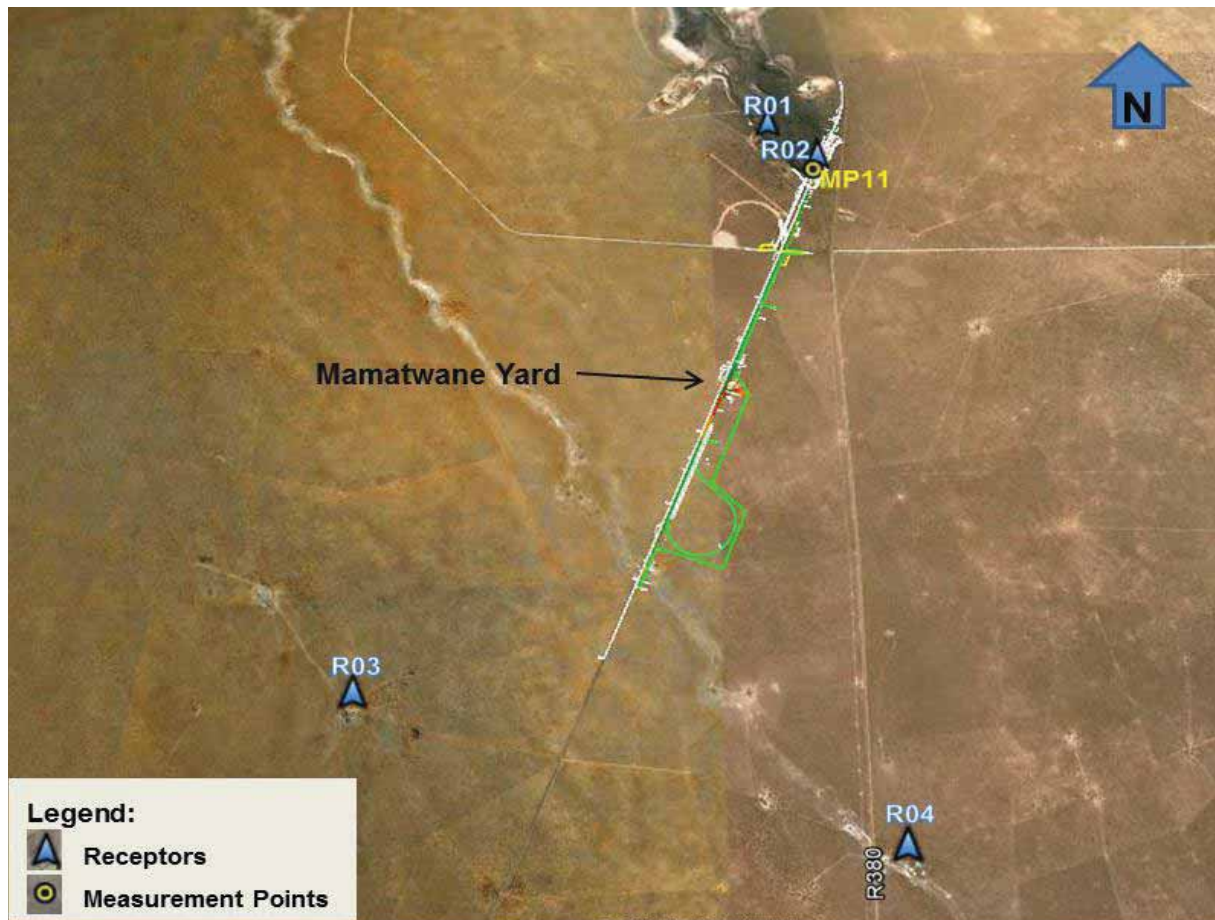 R01
N
R02
MP11
Mamatwane Yard
R03
R04
R380
Legend:
Receptors
Measurement Points